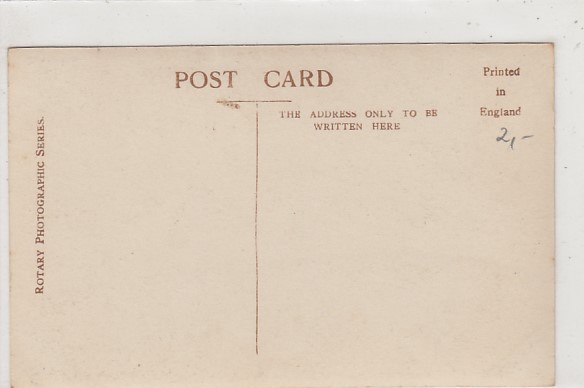 POST CARD
Printed
in
England
THE ADDRESS ONLY TO BE
WRITTEN HERE
2,-
ROTARY PHOTOGRAPHIC SERIES.